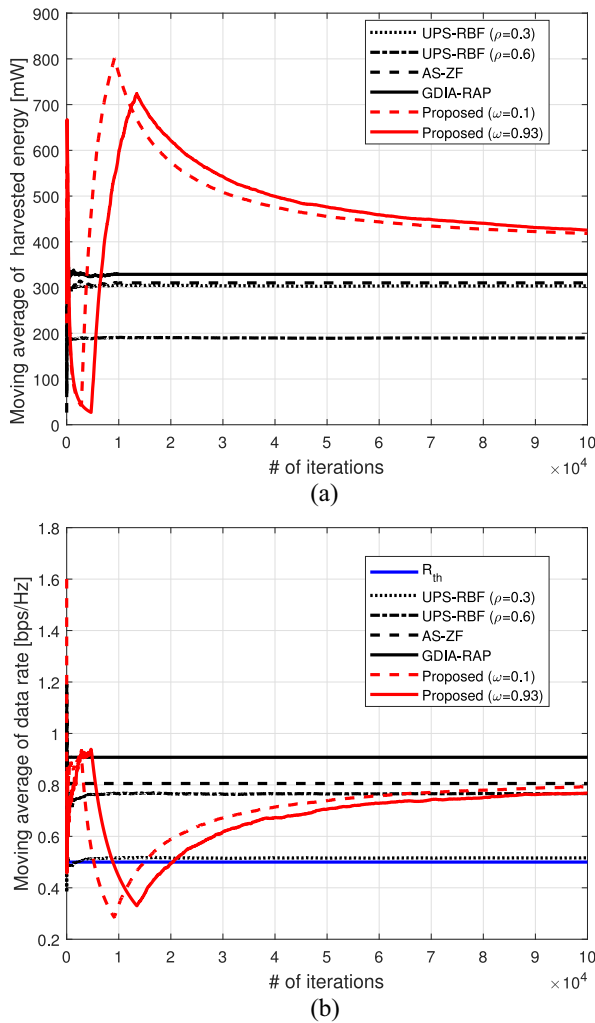 Moving average of harvested energy [mW]
900
800
700
600
500
400
300
200
100
0
UPS-RBF (ρ=0.3)
UPS-RBF (ρ=0.6)
AS-ZF
GDIA-RAP
Proposed (ω=0.1)
Proposed (ω=0.93)
0 1 2 3 4 5 6 7 8 9 10
# of iterctions
×10^4
(a)
Moving average of data rate [bps/Hz]
1.8
1.6
1.4
1.2
1
0.8
0.6
0.4
0.2
R_th
UPS-RBF (ρ=0.3)
UPS-RBF (ρ=0.6)
AS-ZF
GDIA-RAP
Proposed (ω=0.1)
Proposed (ω=0.93)
0 1 2 3 4 5 6 7 8 9 10
# of iterations
×10^4
(b)